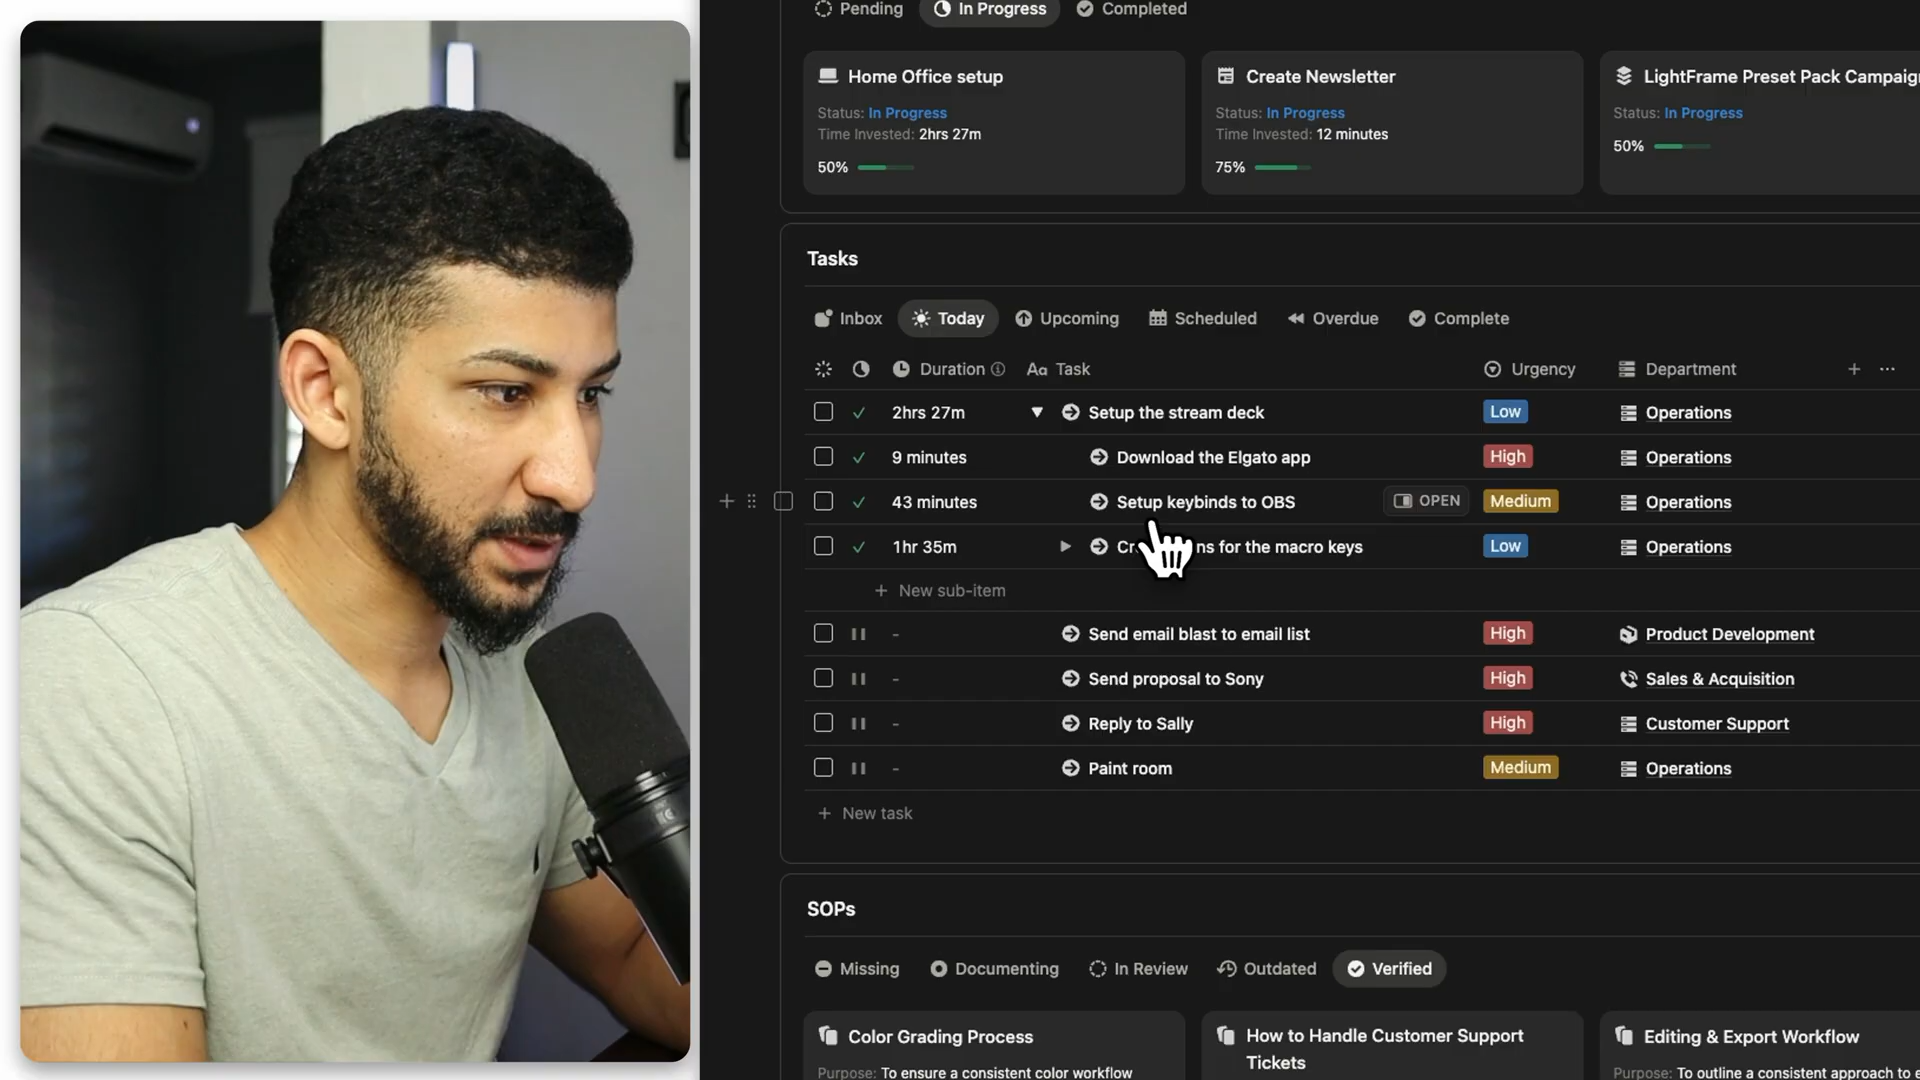 Pending In Progress Completed
Home Office setup
Status: In Progress
Time Invested: 2hrs 27m
50%
Create Newsletter
Status: In Progress
Time Invested: 12 minutes
75%
LightFrame Preset Pack
Status: In Progress
50%
Tasks
Inbox Today Upcoming Scheduled Overdue Complete
Duration Aa Task Urgency Department
2hrs 27m Setup the stream deck Low Operations
9 minutes Download the Elgato app High Operations
43 minutes Setup keybinds to OBS OPEN Medium Operations
1hr 35m for the macro keys Low Operations
+ New sub-item
- Send email blast to email list High Product Development
- Send proposal to Sony High Sales & Acquisition
- Reply to Sally High Customer Support
- Paint room Medium Operations
+ New task
SOPs
Missing Documenting In Review Outdated Verified
Color Grading Process
Purpose: To ensure a consistent color workflow
How to Handle Customer Support
Tickets
Editing & Export Workflow
Purpose: To outline a consistent approach to